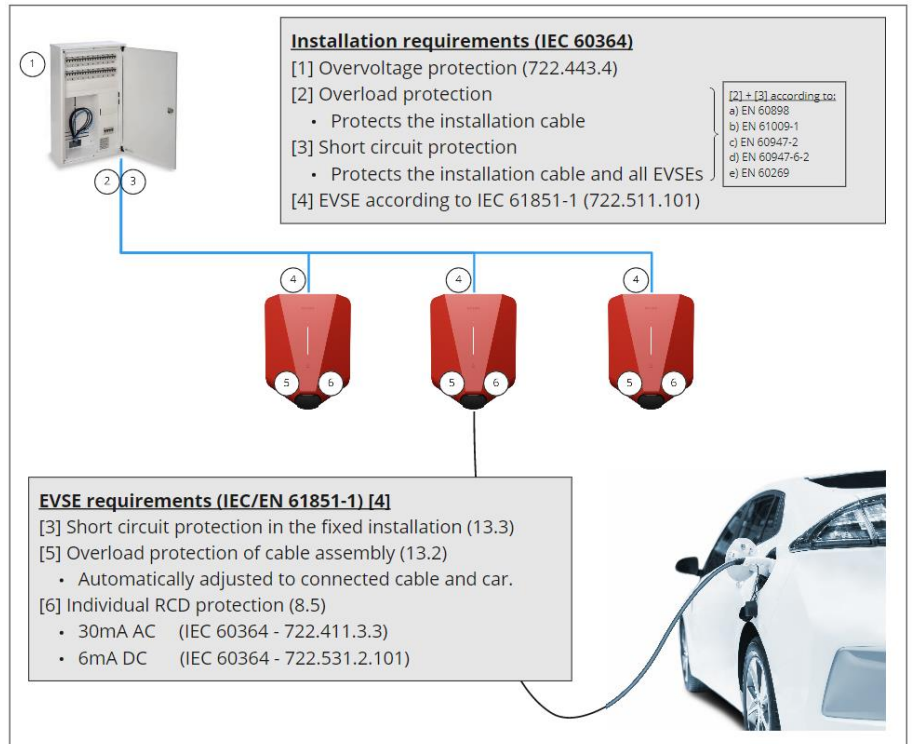 Installation requirements (IEC 60364)
[1] Overvoltage protection (722.443.4)
[2] Overload protection
• Protects the installation cable
[3] Short circuit protection
• Protects the installation cable and all EVSEs
[4] EVSE according to IEC 61851-1 (722.511.101)
[2] + [3] according to:
a) EN 60898
b) EN 61009-1
c) EN 60947-2
d) EN 60947-6-2
e) EN 60269
1
2 3
4 4 4
5 6 5 6 5 6
EVSE requirements (IEC/EN 61851-1) [4]
[3] Short circuit protection in the fixed installation (13.3)
[5] Overload protection of cable assembly (13.2)
• Automatically adjusted to connected cable and car.
[6] Individual RCD protection (8.5)
• 30mA AC (IEC 60364 - 722.411.3.3)
• 6mA DC (IEC 60364 - 722.531.2.101)